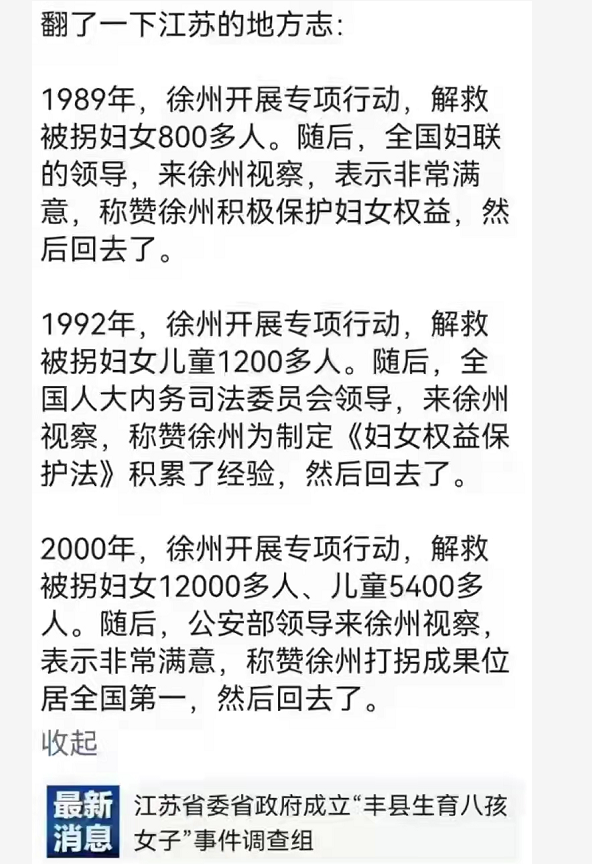 翻了一下江苏的地方志：
1989年，徐州开展专项行动，解救
被拐妇女800多人。随后，全国妇联
的领导，来徐州视察，表示非常满
意，称赞徐州积极保护妇女权益，然
后回去了。
1992年，徐州开展专项行动，解救
被拐妇女儿童1200多人。随后，全
国人大内务司法委员会领导，来徐州
视察，称赞徐州为制定《妇女权益保
护法》积累了经验，然后回去了。
2000年，徐州开展专项行动，解救
被拐妇女12000多人、儿童5400多
人。随后，公安部领导来徐州视察，
表示非常满意，称赞徐州打拐成果位
居全国第一，然后回去了。
收起
最新
消息
江苏省委省政府成立“丰县生育八孩
女子”事件调查组